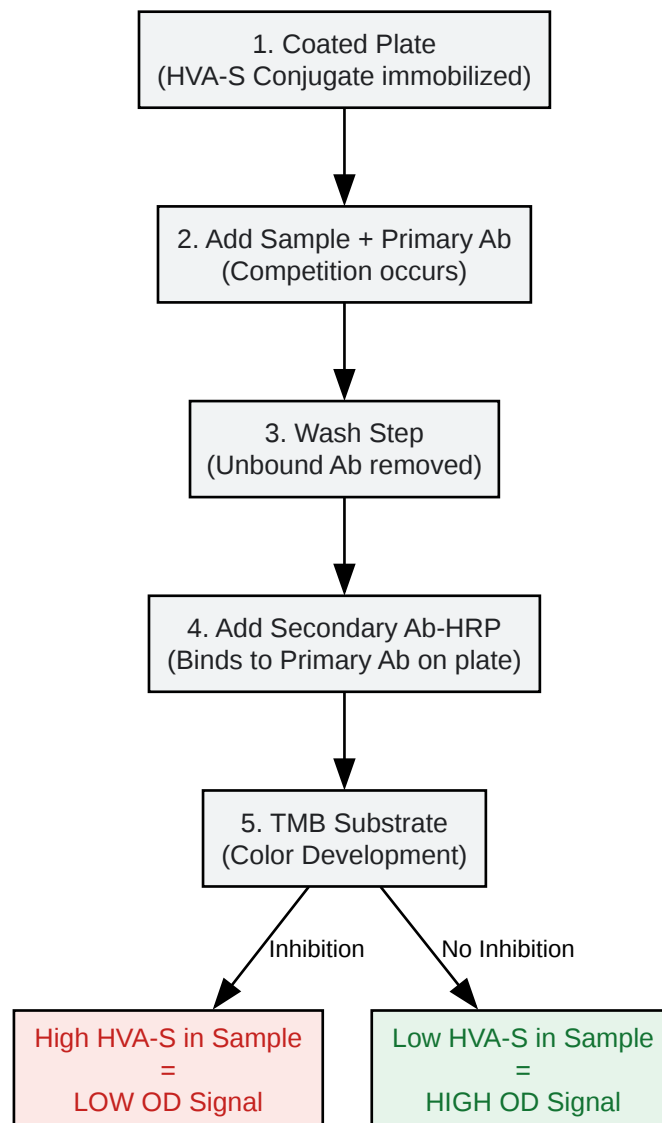 1. Coated Plate
(HVA-S Conjugate immobilized)
2. Add Sample + Primary Ab
(Competition occurs)
3. Wash Step
(Unbound Ab removed)
4. Add Secondary Ab-HRP
(Binds to Primary Ab on plate)
5. TMB Substrate
(Color Development)
Inhibition
No Inhibition
High HVA-S in Sample
=
LOW OD Signal
Low HVA-S in Sample
=
HIGH OD Signal